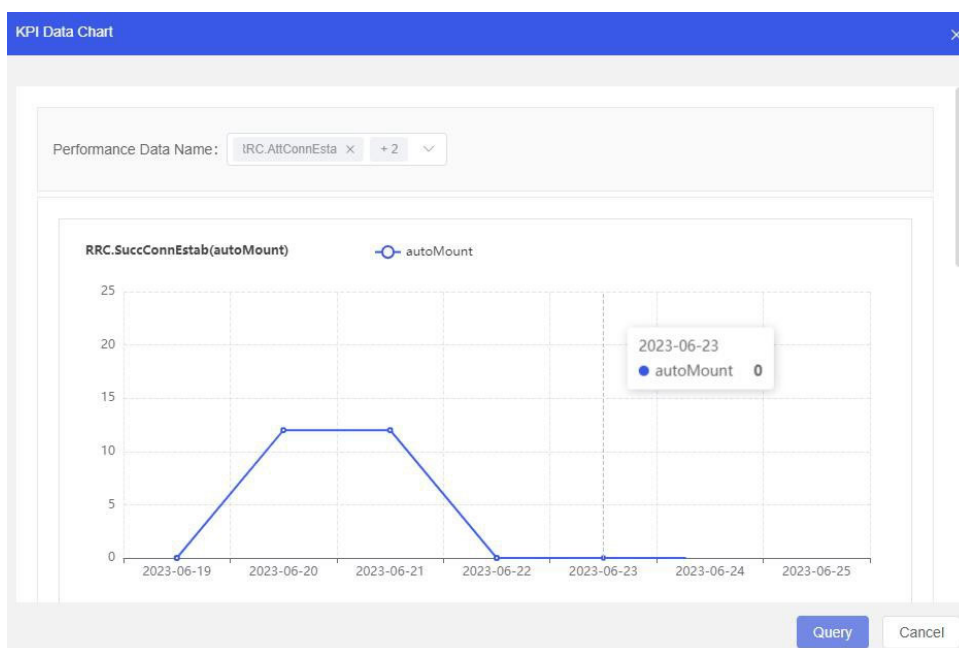 KPI Data Chart
Performance Data Name: RC.AttConnEsta × + 2
RRC.SuccConnEstab(autoMount) autoMount
25
20
15
10
5
0
2023-06-23
autoMount 0
2023-06-19 2023-06-20 2023-06-21 2023-06-22 2023-06-23 2023-06-24 2023-06-25
Query Cancel